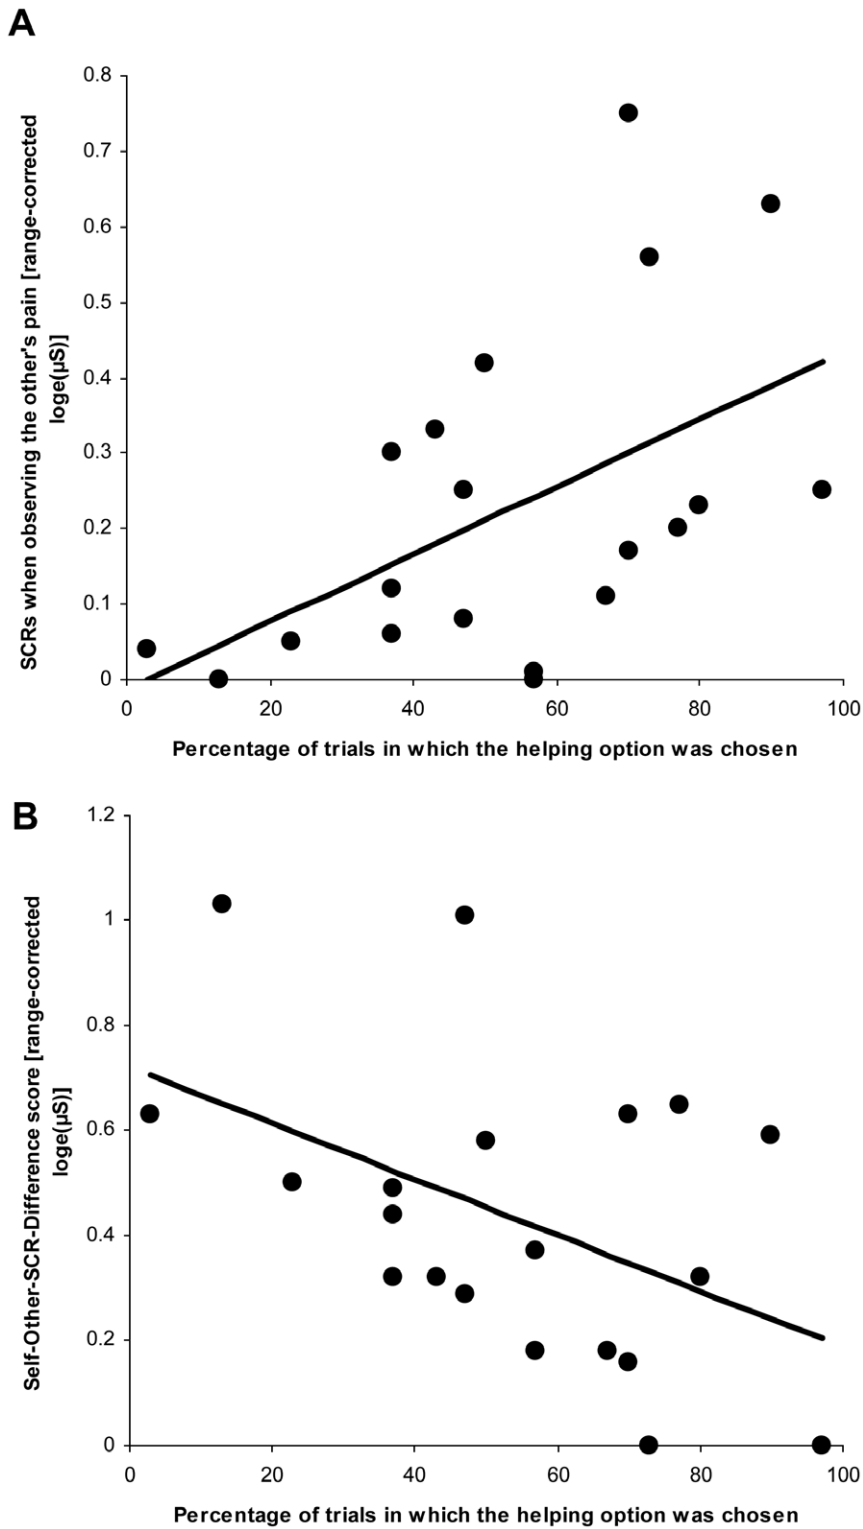 A
SCRs when observing the other's pain [range-corrected
loge(µS)]
0.8
0.7
0.6
0.5
0.4
0.3
0.2
0.1
0
0 20 40 60 80 100
Percentage of trials in which the helping option was chosen
B
Self-Other-SCR-Difference score [range-corrected
loge(µS)]
1.2
1
0.8
0.6
0.4
0.2
0
0 20 40 60 80 100
Percentage of trials in which the helping option was chosen